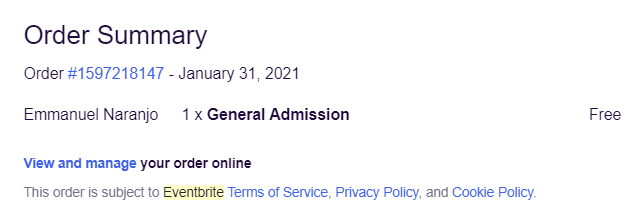 Order Summary
Order #1597218147 - January 31, 2021
Emmanuel Naranjo 1 x General Admission Free
View and manage your order online
This order is subject to Eventbrite Terms of Service, Privacy Policy, and Cookie Policy.